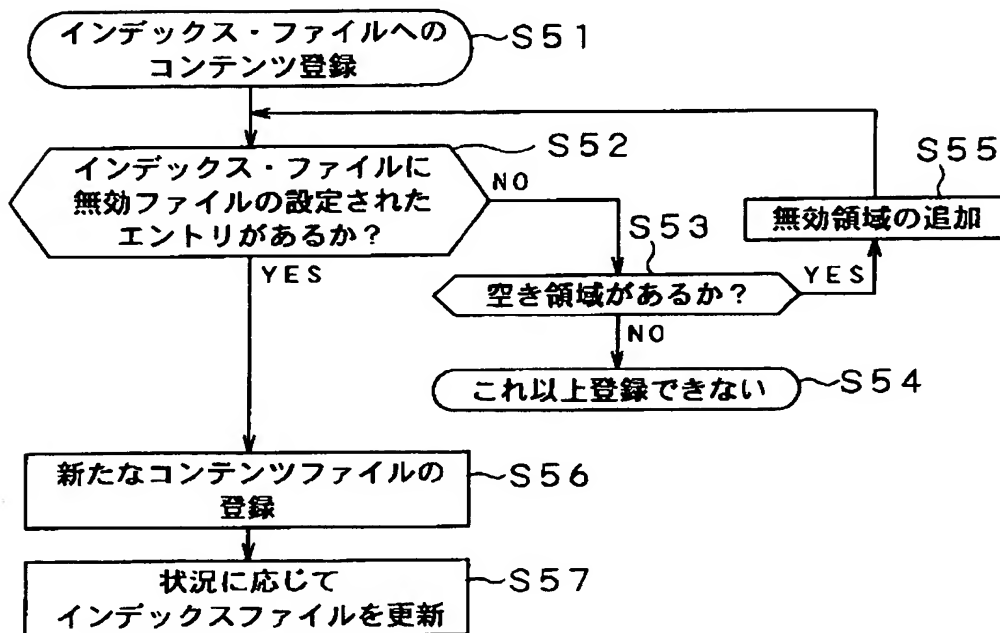 インデックス・ファイルへの
コンテンツ登録
S51
インデックス・ファイルに
無効ファイルの設定された
エントリがあるか？
S52
NO
YES
S53
空き領域があるか？
YES
NO
S55
無効領域の追加
これ以上登録できない
S54
新たなコンテンツファイルの
登録
S56
状況に応じて
インデックスファイルを更新
S57